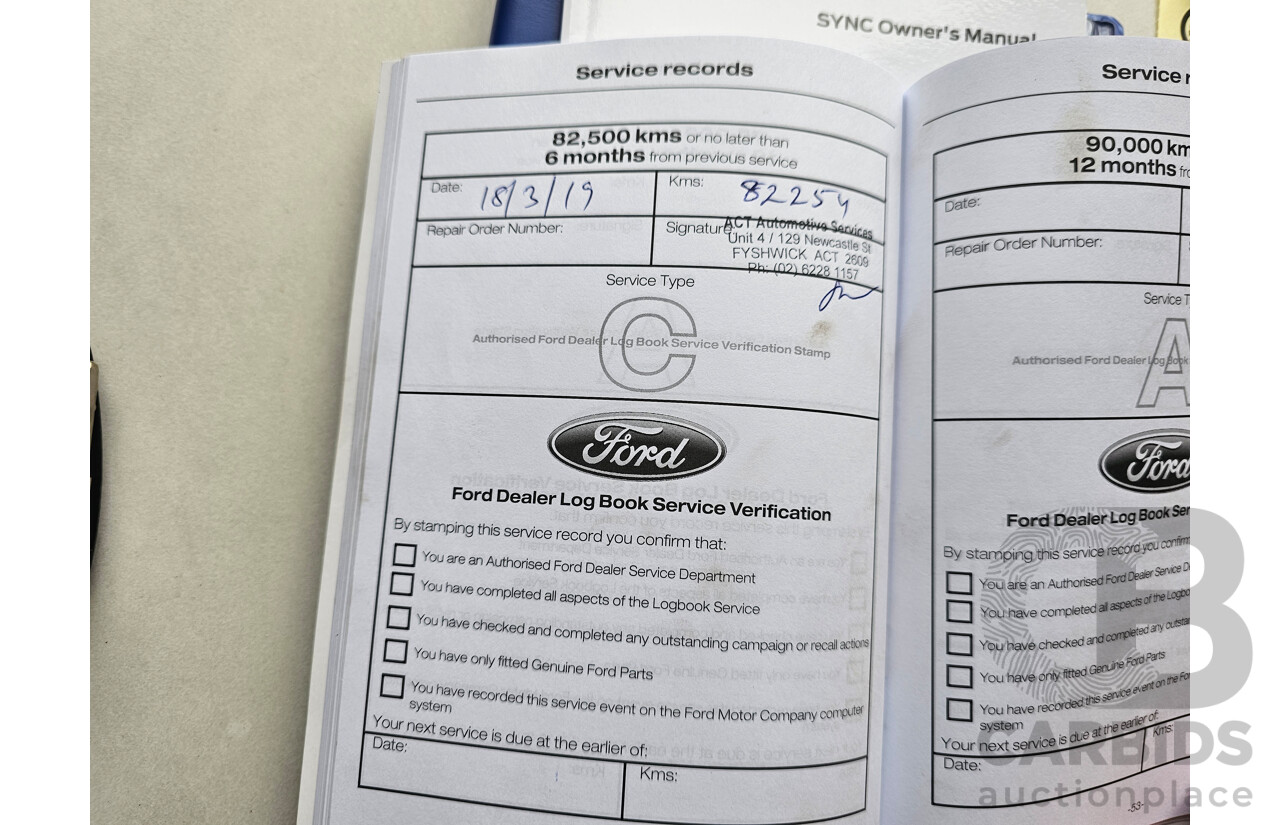 SYNC Owner's Manual
Service records
82,500 kms or no later than
6 months from previous service
Date: 18/3/19
Kms: 82254
Repair Order Number:
Signature
ACT Automotive Services
Unit 4 / 129 Newcastle St
FYSHWICK ACT 2609
Ph: (02) 6228 1157
Service Type
C
Authorised Ford Dealer Log Book Service Verification Stamp
Ford
Ford Dealer Log Book Service Verification
By stamping this service record you confirm that:
You are an Authorised Ford Dealer Service Department
You have completed all aspects of the Logbook Service
You have checked and completed any outstanding campaign or recall actions
You have only fitted Genuine Ford Parts
You have recorded this service event on the Ford Motor Company computer
system
Your next service is due at the earlier of:
Date:
Kms:
Service r
90,000 km
12 months fro
Date:
Repair Order Number:
Service T
A
Authorised Ford Dealer Log Book
Ford
Ford Dealer Log Book Ser
By stamping this service record you confirm
You are an Authorised Ford Dealer Service D
You have completed all aspects of the Logbo
You have checked and completed any outsta
You have only fitted Genuine Ford Parts
You have recorded this service event on the For
system
Your next service is due at the earlier of:
Date:
Kms:
-53-
CB
CARBIDS
auctionplace